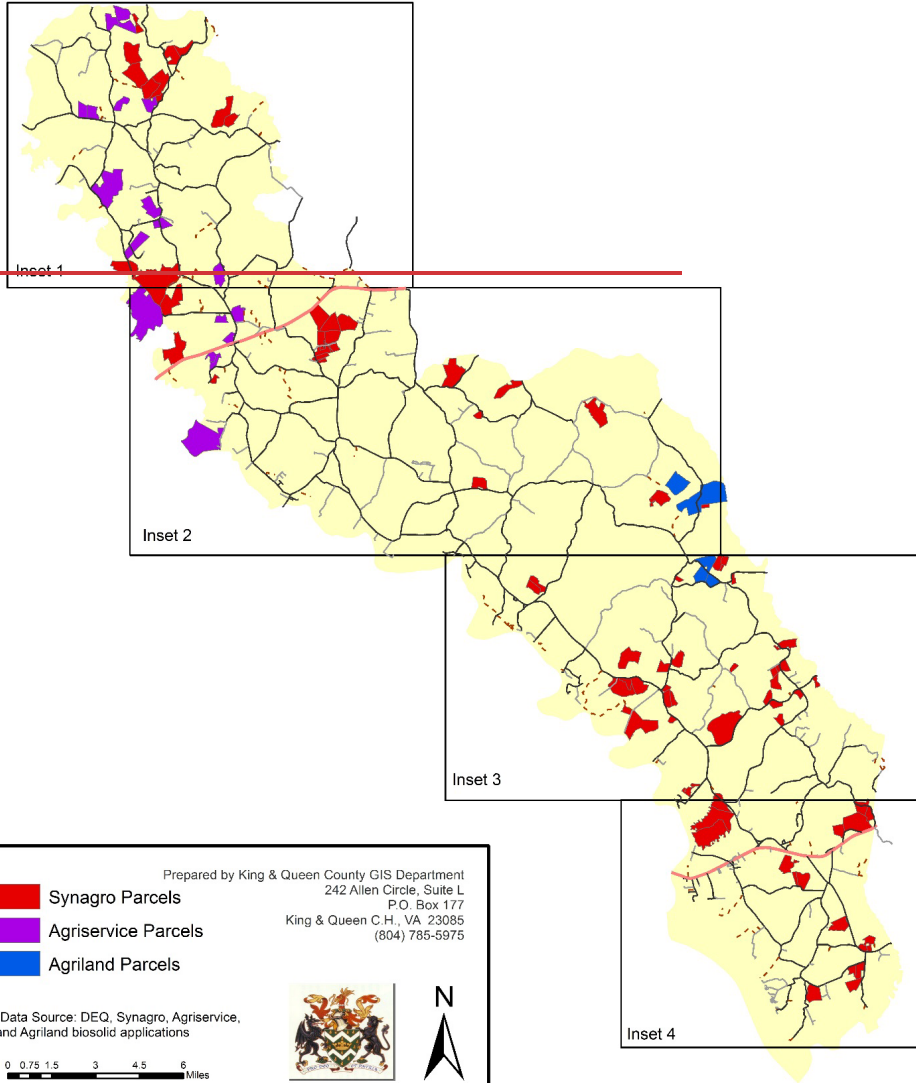 Inset 1
Inset 2
Inset 3
Inset 4
Prepared by King & Queen County GIS Department
242 Allen Circle, Suite L
P.O. Box 177
King & Queen C.H., VA 23085
(804) 785-5975
Synagro Parcels
Agriservice Parcels
Agriland Parcels
Data Source: DEQ, Synagro, Agriservice,
and Agriland biosolid applications
N
0 0.75 1.5 3 4.5 6
Miles